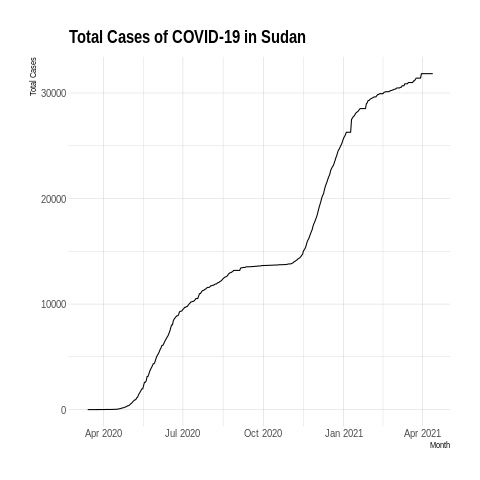 Total Cases of COVID-19 in Sudan
Total Cases
30000
20000
10000
0
Apr 2020 Jul 2020 Oct 2020 Jan 2021 Apr 2021
Month